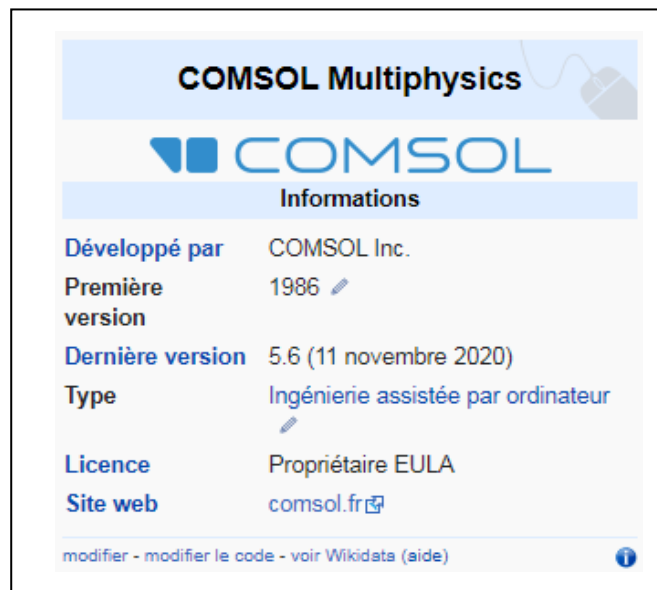 COMSOL Multiphysics
COMSOL
Informations
Développé par COMSOL Inc.
Première 1986
version
Dernière version 5.6 (11 novembre 2020)
Type Ingénierie assistée par ordinateur
Licence Propriétaire EULA
Site web comsol.fr
modifier - modifier le code - voir Wikidata (aide)